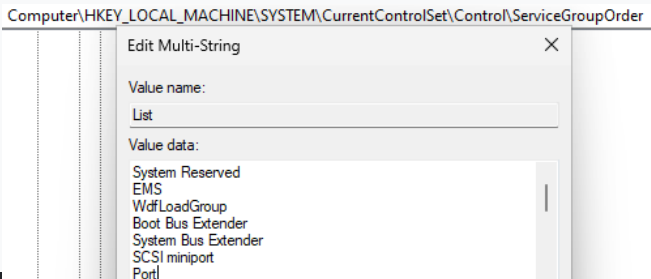 Computer\HKEY_LOCAL_MACHINE\SYSTEM\CurrentControlSet\Control\ServiceGroupOrder
Edit Multi-String
Value name:
List
Value data:
System Reserved
EMS
WdfLoadGroup
Boot Bus Extender
System Bus Extender
SCSI miniport
Port